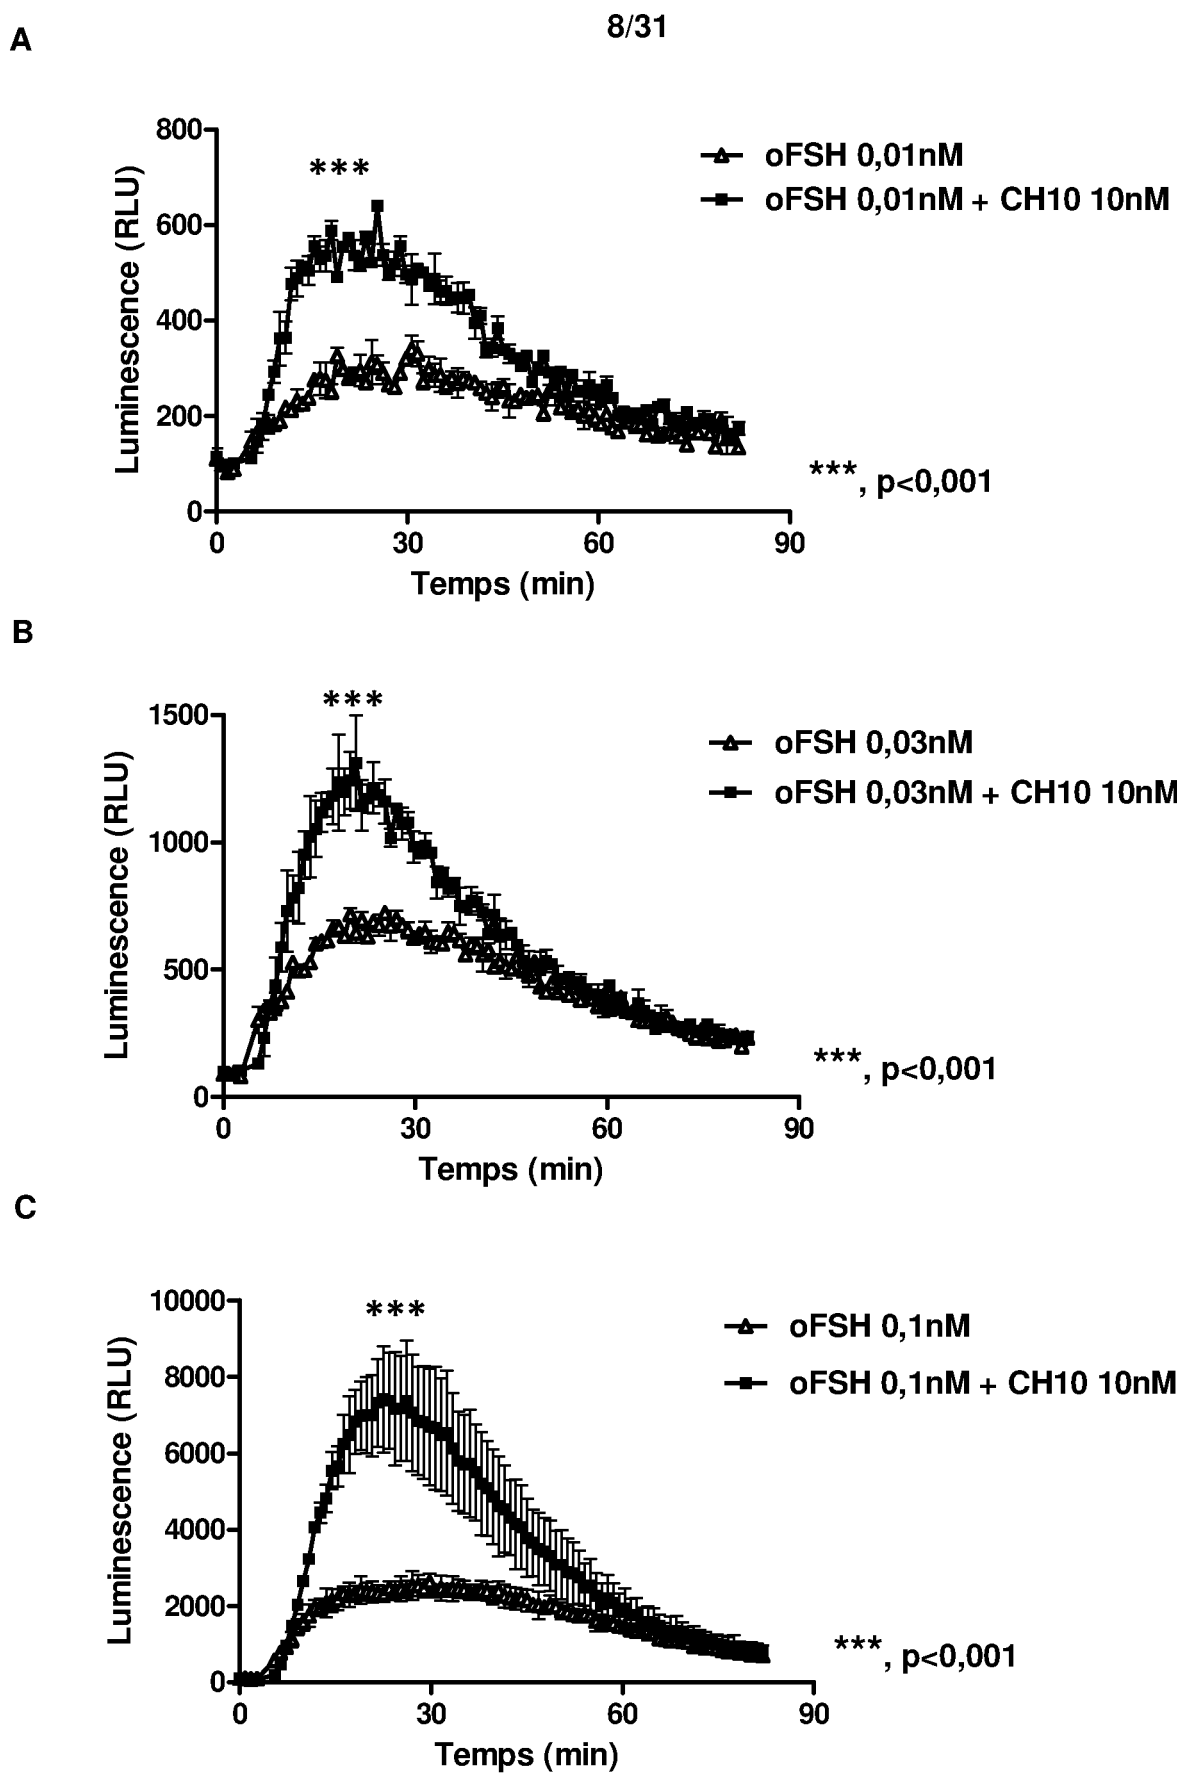 8/31
A
800
600
400
200
0
Luminescence (RLU)
***
oFSH 0,01nM
oFSH 0,01nM + CH10 10nM
***, p<0,001
0 30 60 90
Temps (min)
B
1500
1000
500
0
Luminescence (RLU)
***
oFSH 0,03nM
oFSH 0,03nM + CH10 10nM
***, p<0,001
0 30 60 90
Temps (min)
C
10000
8000
6000
4000
2000
0
Luminescence (RLU)
***
oFSH 0,1nM
oFSH 0,1nM + CH10 10nM
***, p<0,001
0 30 60 90
Temps (min)